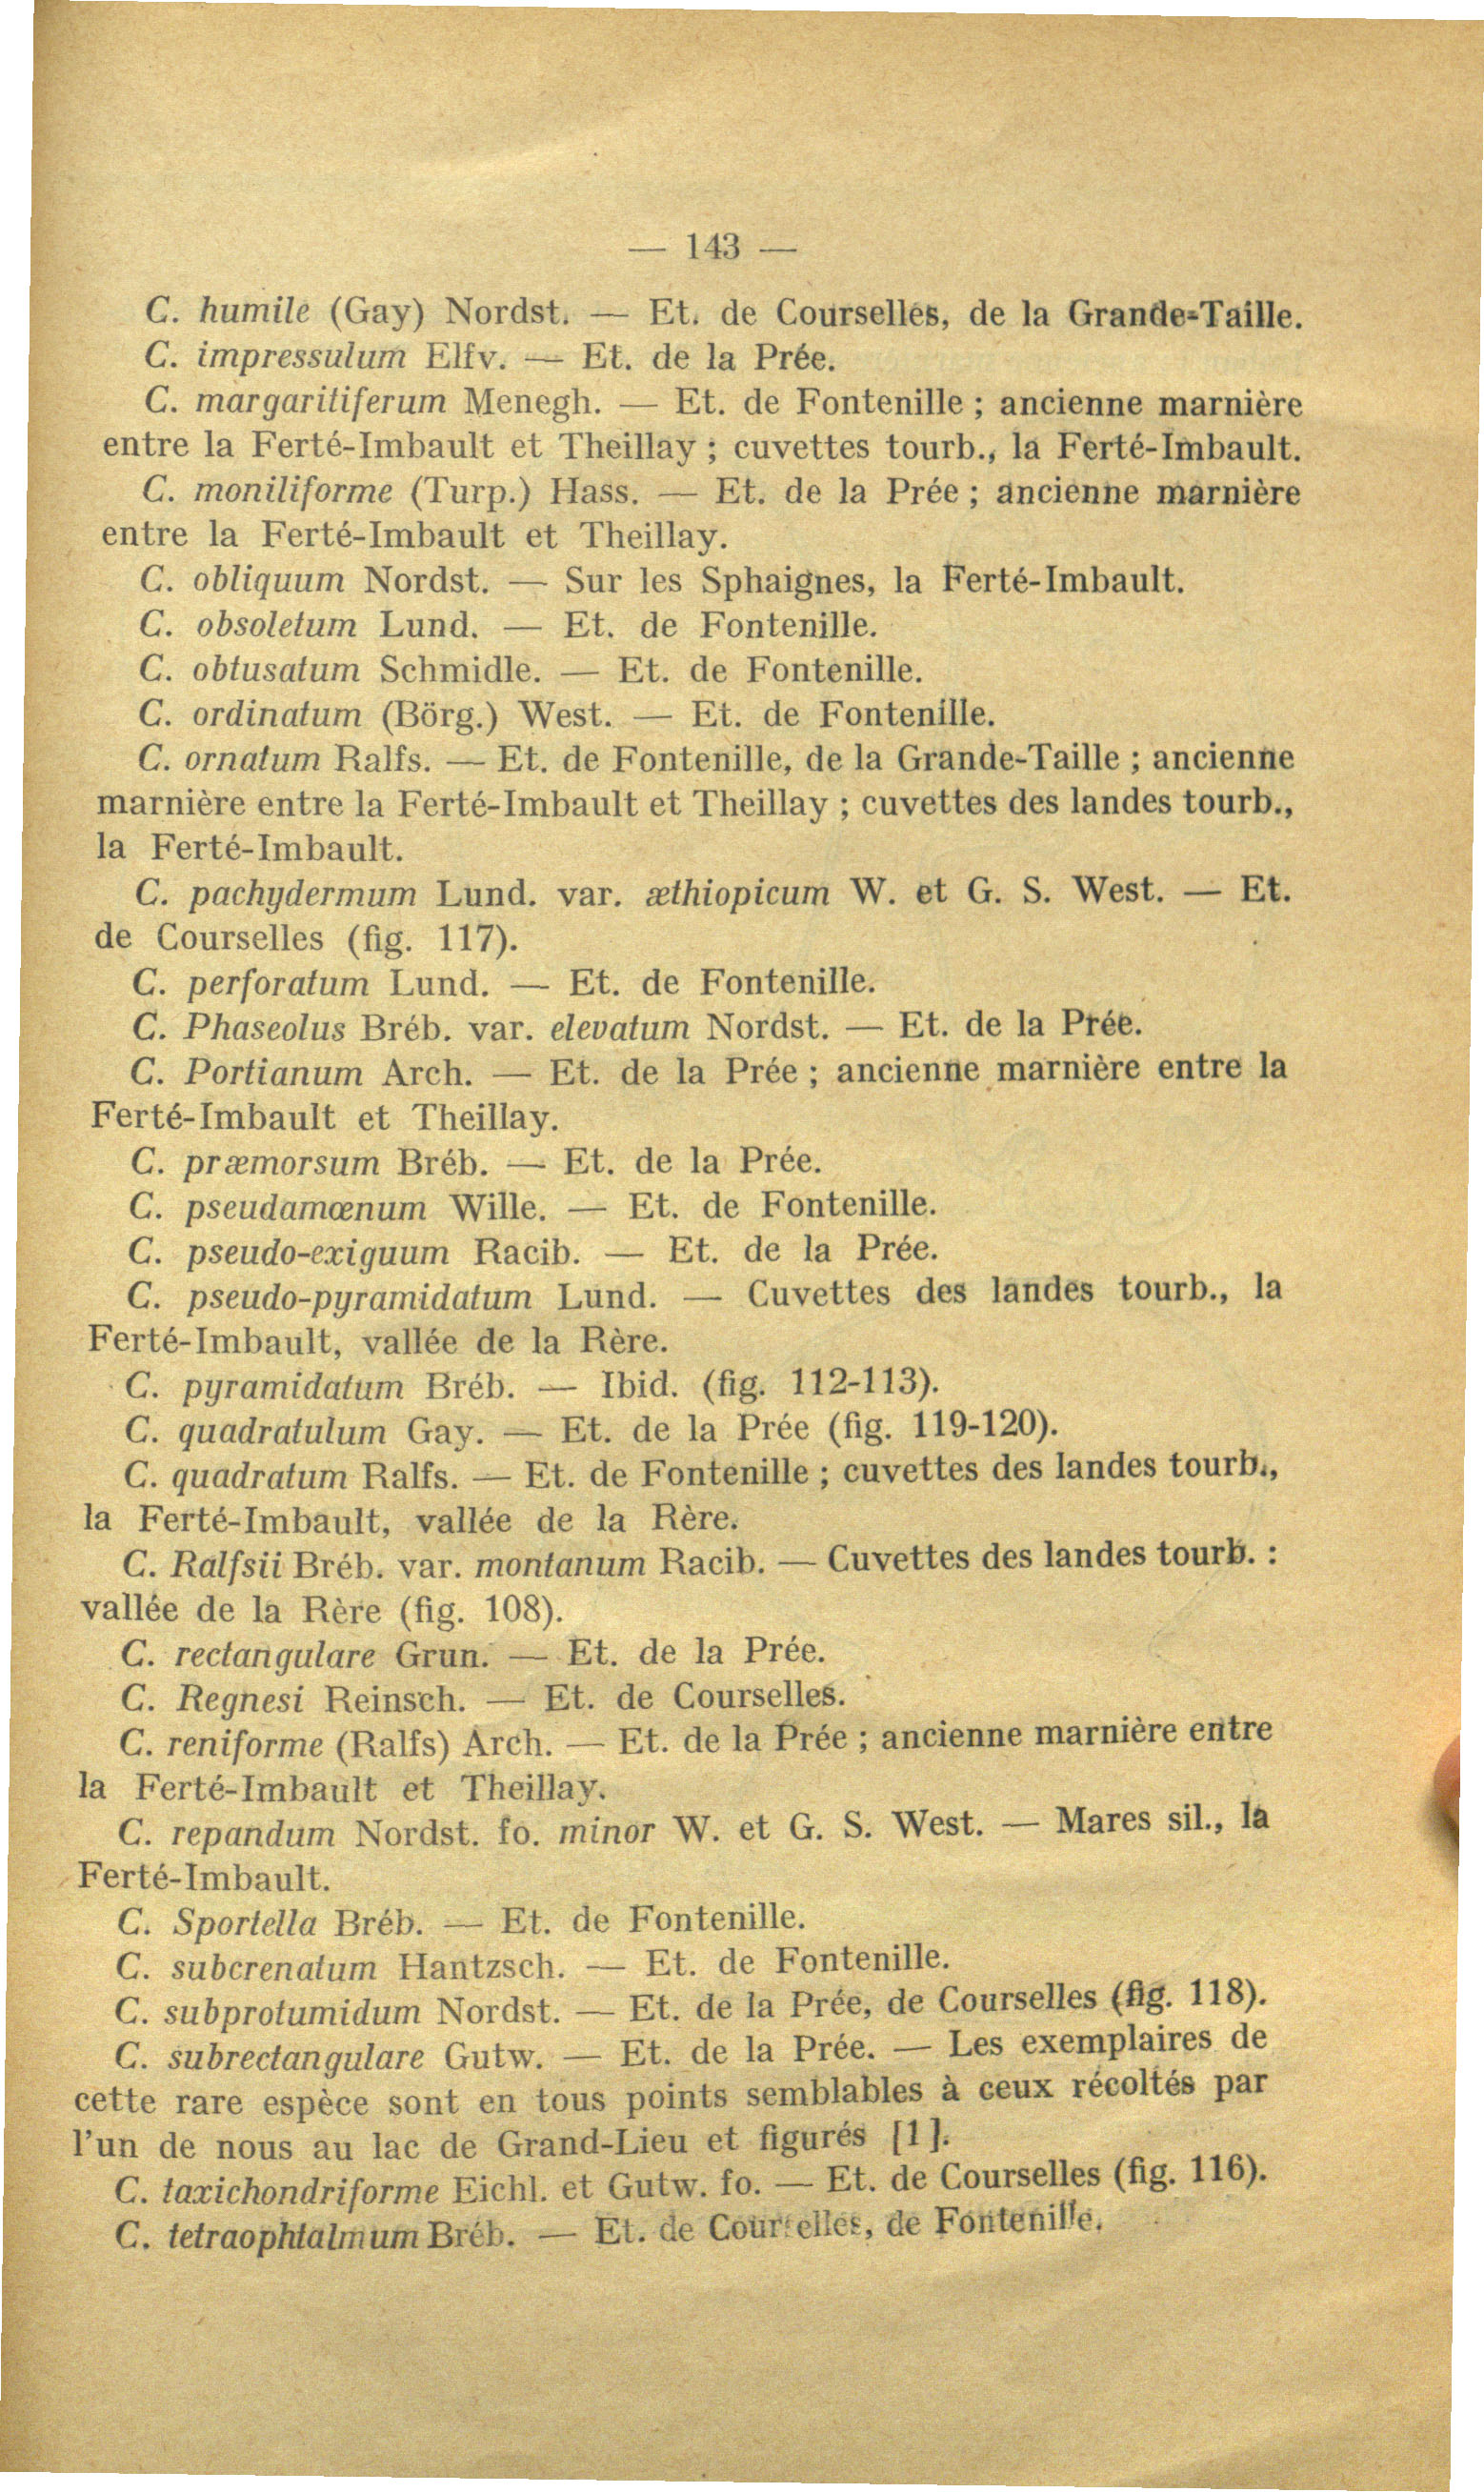 — 143 —
C. humile (Gay) Nordst. — Et. de Courselles, de la Grande-Taille.
C. impressulum Elfv. — Et. de la Prée.
C. margaritiferum Menegh. — Et. de Fontenille ; ancienne marnière
entre la Ferté-Imbault et Theillay ; cuvettes tourb., la Ferté-Imbault.
C. moniliforme (Turp.) Hass. — Et. de la Prée ; ancienne marnière
entre la Ferté-Imbault et Theillay.
C. obliquum Nordst. — Sur les Sphaignes, la Ferté-Imbault.
C. obsoletum Lund. — Et. de Fontenille.
C. obtusatum Schmidle. — Et. de Fontenille.
C. ordinatum (Börg.) West. — Et. de Fontenille.
C. ornatum Ralfs. — Et. de Fontenille, de la Grande-Taille ; ancienne
marnière entre la Ferté-Imbault et Theillay ; cuvettes des landes tourb.,
la Ferté-Imbault.
C. pachydermum Lund. var. æthiopicum W. et G. S. West. — Et.
de Courselles (fig. 117).
C. perforatum Lund. — Et. de Fontenille.
C. Phaseolus Bréb. var. elevatum Nordst. — Et. de la Prée.
C. Portianum Arch. — Et. de la Prée ; ancienne marnière entre la
Ferté-Imbault et Theillay.
C. præmorsum Bréb. — Et. de la Prée.
C. pseudamœnum Wille. — Et. de Fontenille.
C. pseudo-exiguum Racib. — Et. de la Prée.
C. pseudo-pyramidatum Lund. — Cuvettes des landes tourb., la
Ferté-Imbault, vallée de la Rère.
C. pyramidatum Bréb. — Ibid. (fig. 112-113).
C. quadratulum Gay. — Et. de la Prée (fig. 119-120).
C. quadratum Ralfs. — Et. de Fontenille ; cuvettes des landes tourb.,
la Ferté-Imbault, vallée de la Rère.
C. Ralfsii Bréb. var. montanum Racib. — Cuvettes des landes tourb. :
vallée de la Rère (fig. 108).
C. rectangulare Grun. — Et. de la Prée.
C. Regnesi Reinsch. — Et. de Courselles.
C. reniforme (Ralfs) Arch. — Et. de la Prée ; ancienne marnière entre
la Ferté-Imbault et Theillay.
C. repandum Nordst. fo. minor W. et G. S. West. — Mares sil., la
Ferté-Imbault.
C. Sportella Bréb. — Et. de Fontenille.
C. subcrenatum Hantzsch. — Et. de Fontenille.
C. subprotumidum Nordst. — Et. de la Prée, de Courselles (fig. 118).
C. subrectangulare Gutw. — Et. de la Prée. — Les exemplaires de
cette rare espèce sont en tous points semblables à ceux récoltés par
l'un de nous au lac de Grand-Lieu et figurés [1].
C. taxichondriforme Eichl. et Gutw. fo. — Et. de Courselles (fig. 116).
C. tetraophtalmum Bréb. — Et. de Courselles, de Fontenille.